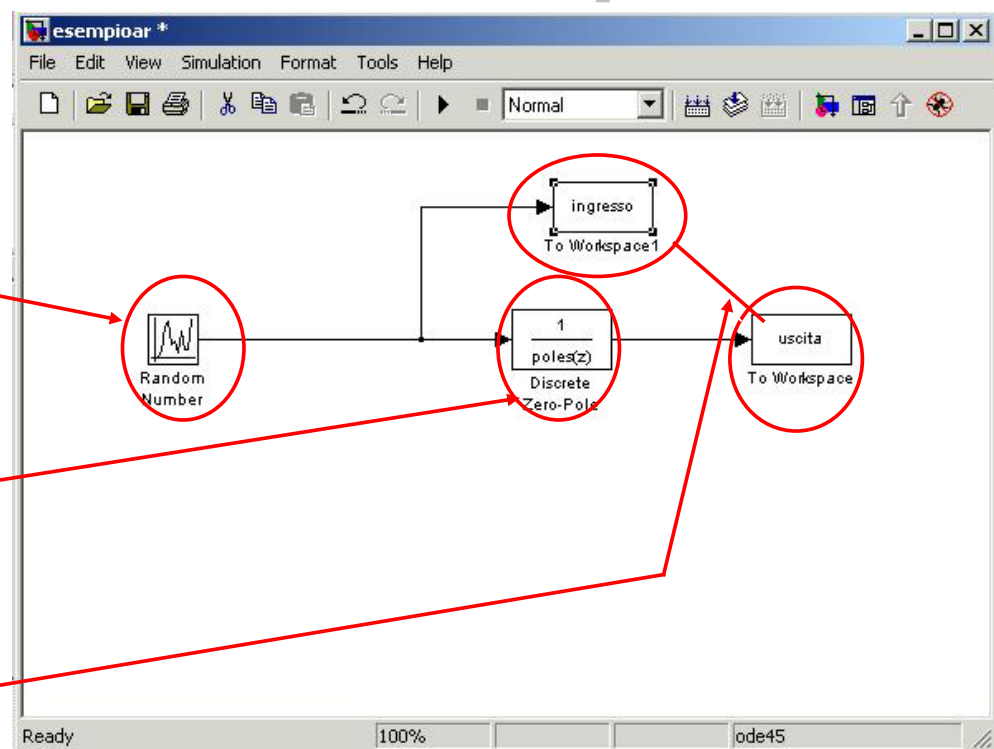 esempioar *
File Edit View Simulation Format Tools Help
Normal
ingresso
To Workspace1
1
poles(z)
Discrete
Zero-Pole
uscita
To Workspace
Random
Number
Ready 100% ode45